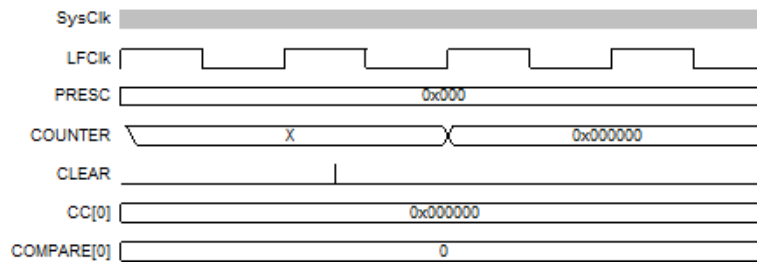 SysClk
LFClk
PRESC 0x000
COUNTER X 0x000000
CLEAR
CC[0] 0x000000
COMPARE[0] 0